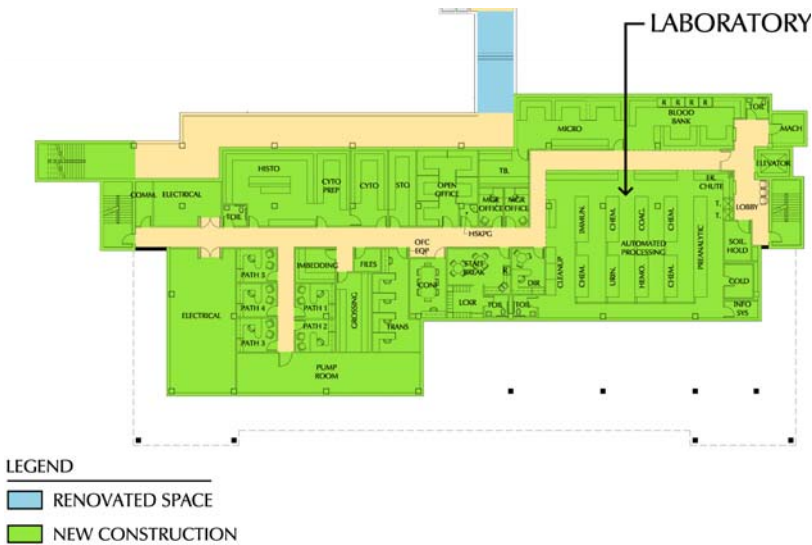 LABORATORY
TOIL
R R R R
BLOOD
BANK
MICRO
MACH
ELEVATOR
HISTO
CYTO
PREP
CYTO
STO
OPEN
OFFICE
TB.
MGR
OFFICE
MGR
OFFICE
ER.
CHUTE
COMM.
ELECTRICAL
TOIL
HSKPG
LOBBY
IMMUN.
CHEM.
COAG.
CHEM.
AUTOMATED
PROCESSING
PREANALYTIC
SOIL.
HOLD
OFC
EQP
IMBEDDING
FILES
STAFF
BREAK
R
CLEANUP
COLD
PATH 5
PATH 4
PATH 3
PATH 1
PATH 2
GROSSING
CONF
TRANS
DIR
LCKR
TOIL
TOIL
CHEM.
URIN.
HEMO.
CHEM.
INFO
SYS
ELECTRICAL
PUMP
ROOM
LEGEND
RENOVATED SPACE
NEW CONSTRUCTION